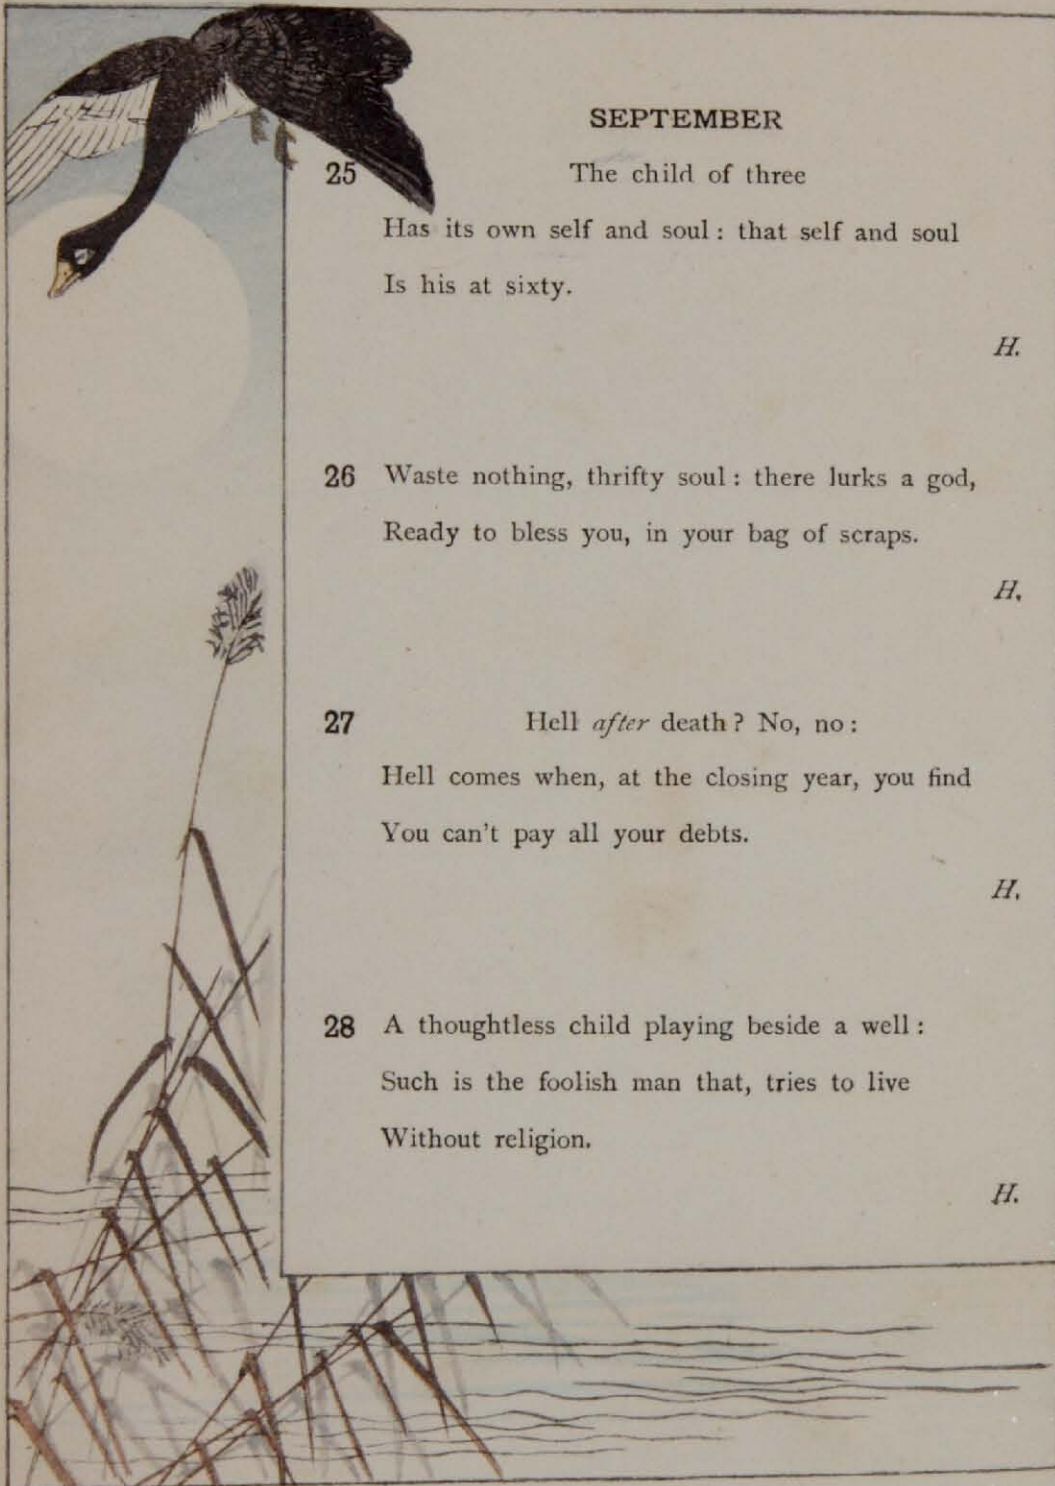 SEPTEMBER
25 The child of three
Has its own self and soul : that self and soul
Is his at sixty.
H.
26 Waste nothing, thrifty soul : there lurks a god,
Ready to bless you, in your bag of scraps.
H.
27 Hell after death ? No, no :
Hell comes when, at the closing year, you find
You can't pay all your debts.
H.
28 A thoughtless child playing beside a well :
Such is the foolish man that, tries to live
Without religion.
H.